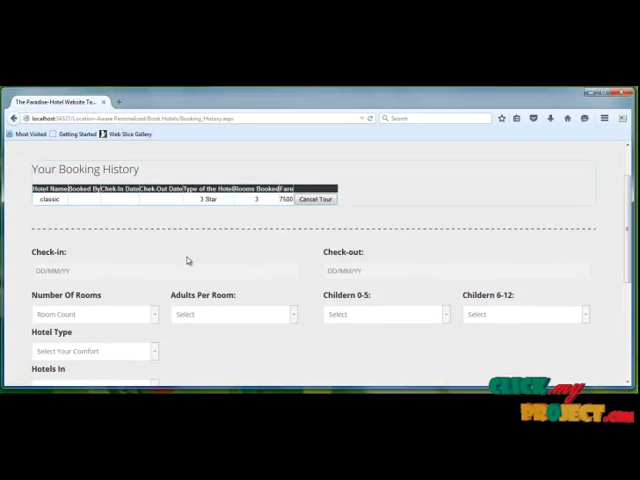 The Paradise-Hotel Website Te...
localhost:54327/Location-Aware Personalised/Book Hotels/Booking_History.aspx
Search
Most Visited Getting Started Web Slice Gallery
Your Booking History
Hotel Name Booked By Chek In Date Chek Out Date Type of the Hotel Rooms Booked Fare
classic 3 Star 3 7500 Cancel Tour
Check-in: Check-out:
DD/MM/YY DD/MM/YY
Number Of Rooms Adults Per Room: Childern 0-5: Childern 6-12:
Room Count Select Select Select
Hotel Type
Select Your Comfort
Hotels In
CLICK my
PROJECT.COM